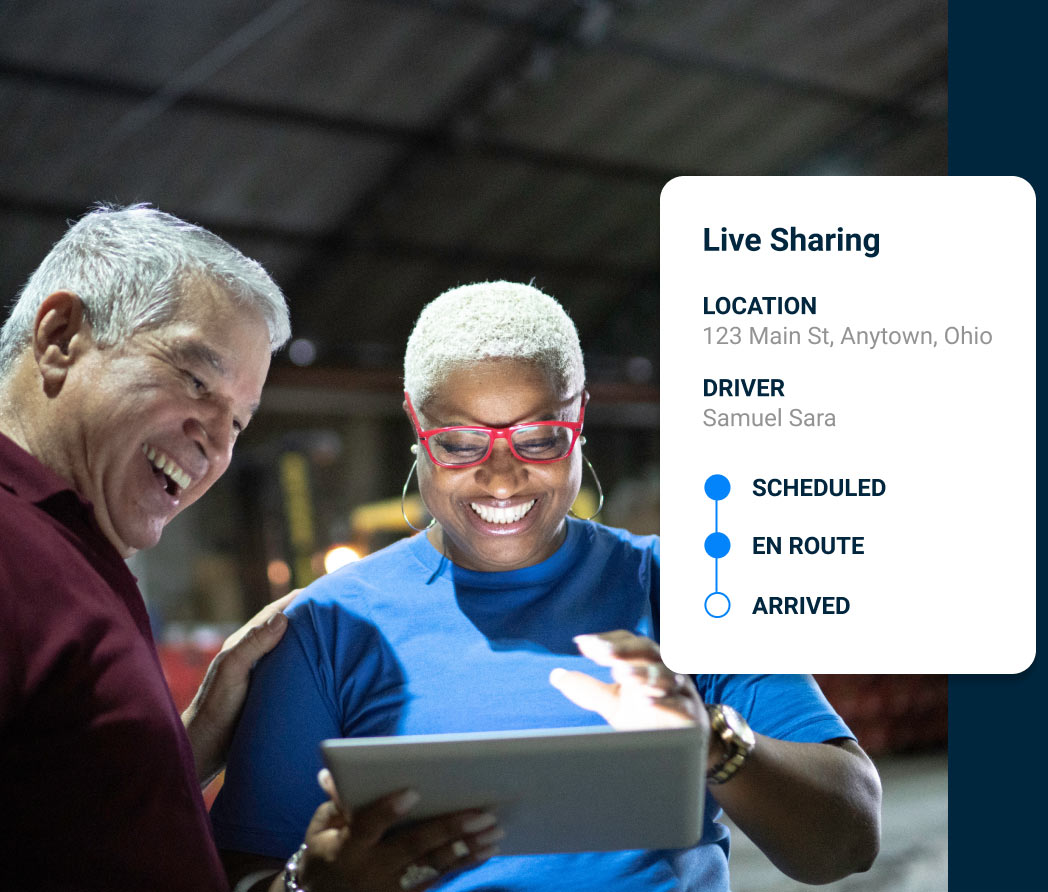 Live Sharing
LOCATION
123 Main St, Anytown, Ohio
DRIVER
Samuel Sara
SCHEDULED
EN ROUTE
ARRIVED